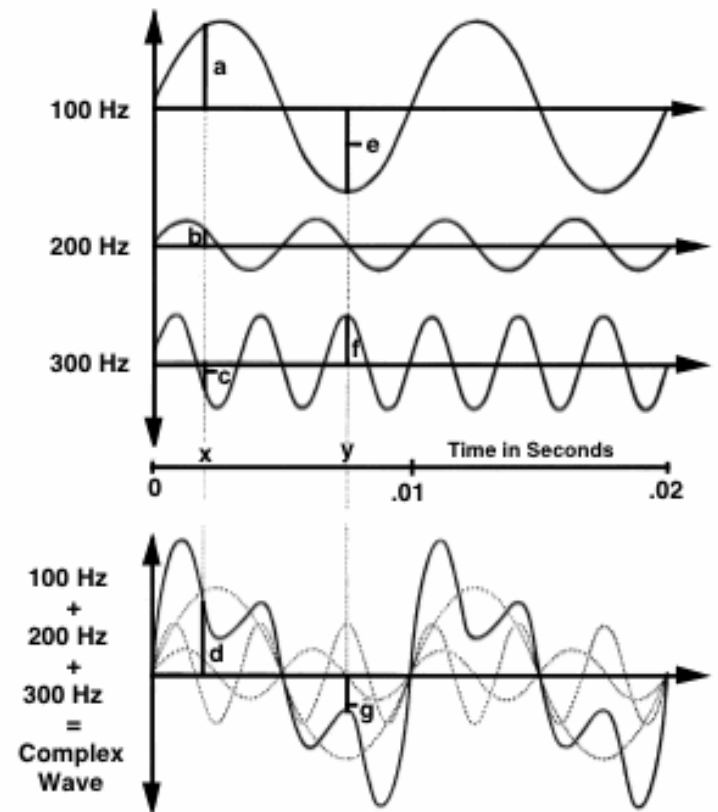 a
100 Hz
e
b
200 Hz
f
300 Hz
c
x
y
Time in Seconds
0
.01
.02
100 Hz
+
200 Hz
d
+
300 Hz
g
=
Complex
Wave